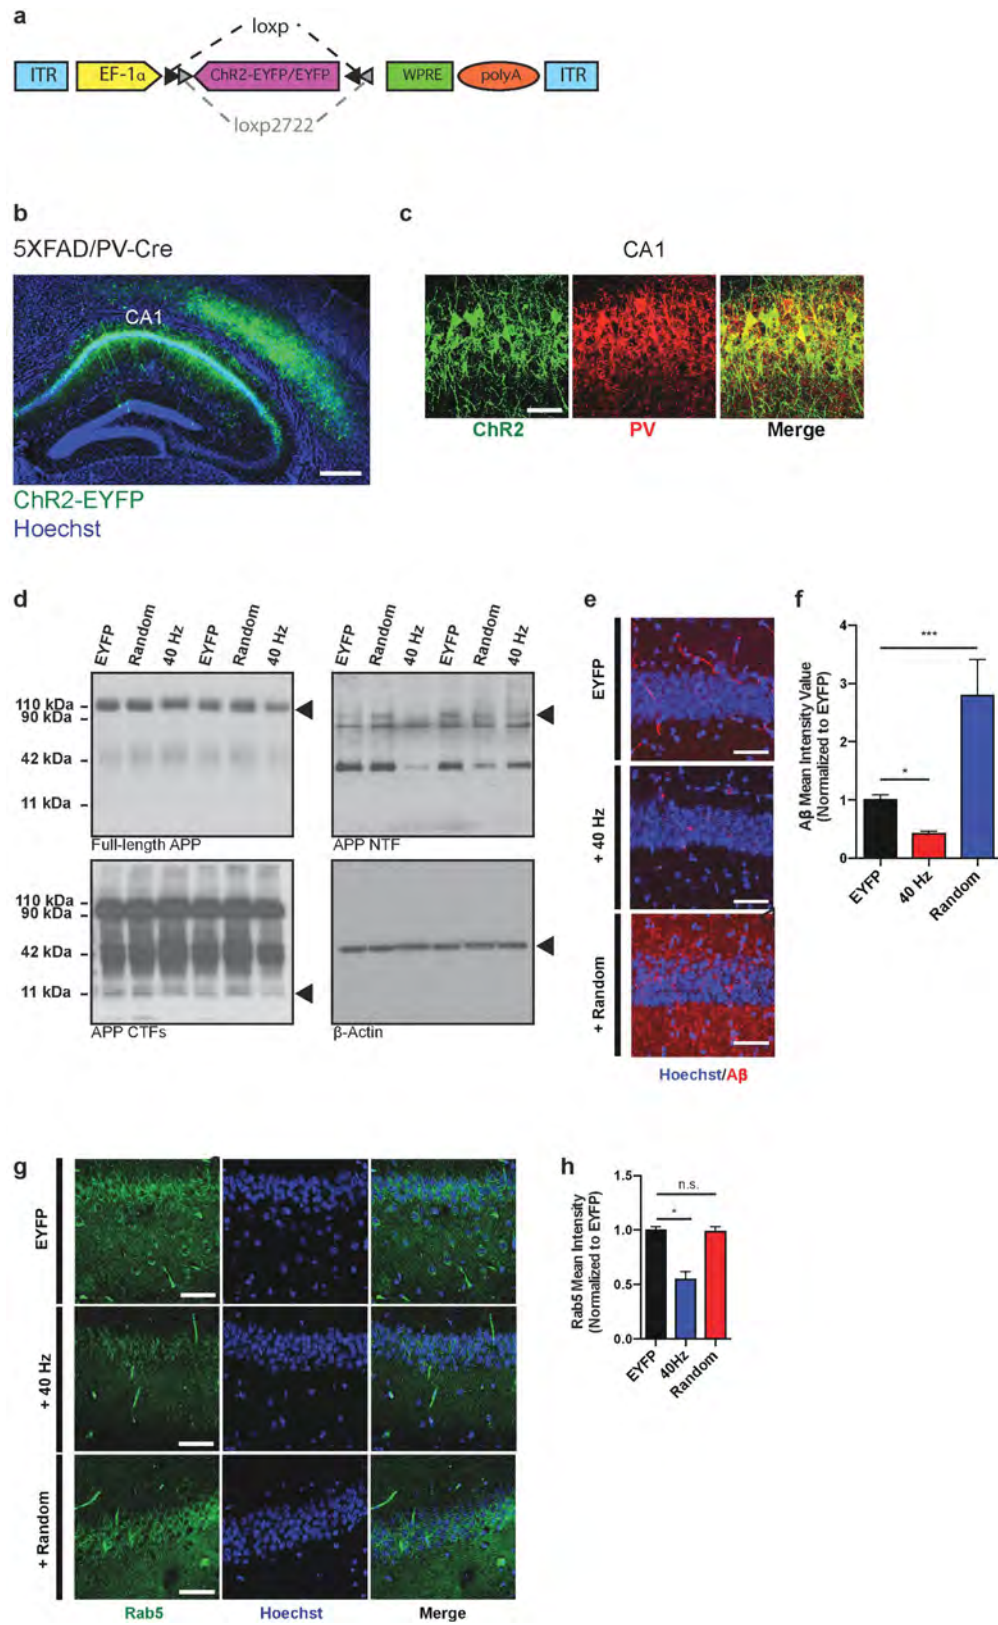 a
loxp
ITR
EF-1α
ChR2-EYFP/EYFP
WPRE
polyA
ITR
loxp2722
b
5XFAD/PV-Cre
CA1
ChR2-EYFP
Hoechst
c
CA1
ChR2
PV
Merge
d
EYFP
Random
40 Hz
EYFP
Random
40 Hz
110 kDa
90 kDa
42 kDa
11 kDa
Full-length APP
EYFP
Random
40 Hz
EYFP
Random
40 Hz
APP NTF
110 kDa
90 kDa
42 kDa
11 kDa
APP CTFs
β-Actin
e
EYFP
+ 40 Hz
+ Random
Hoechst/Aβ
f
Aβ Mean Intensity Value
(Normalized to EYFP)
4
3
2
1
0
***
*
EYFP
40 Hz
Random
g
EYFP
+ 40 Hz
+ Random
Rab5
Hoechst
Merge
h
Rab5 Mean Intensity
(Normalized to EYFP)
1.5
1.0
0.5
0.0
n.s.
*
EYFP
40Hz
Random